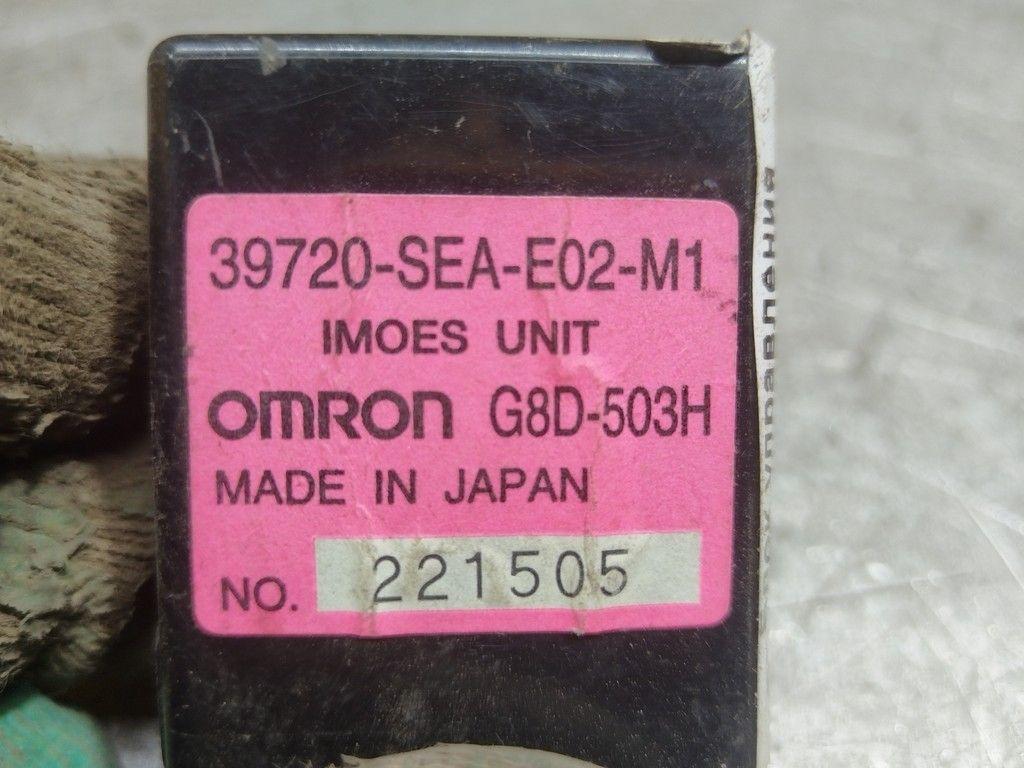 39720-SEA-E02-M1
IMOES UNIT
OMRON G8D-503H
MADE IN JAPAN
NO. 221505